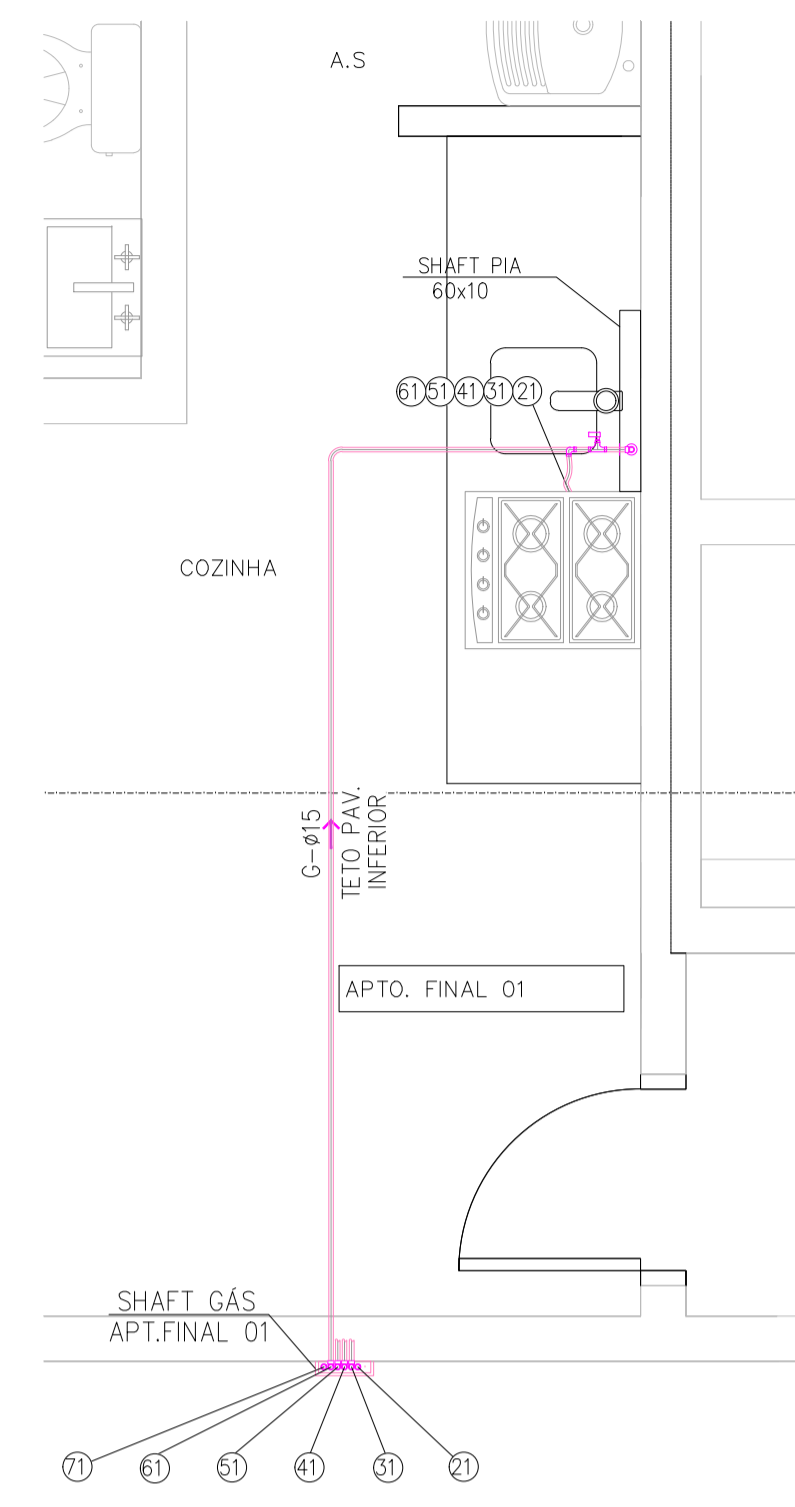 A.S
SHAFT PIA
60x10
61 51 41 31 21
COZINHA
G-ø15
TETO PAV.
INFERIOR
APTO. FINAL 01
SHAFT GÁS
APT.FINAL 01
71 61 51 41 31 21